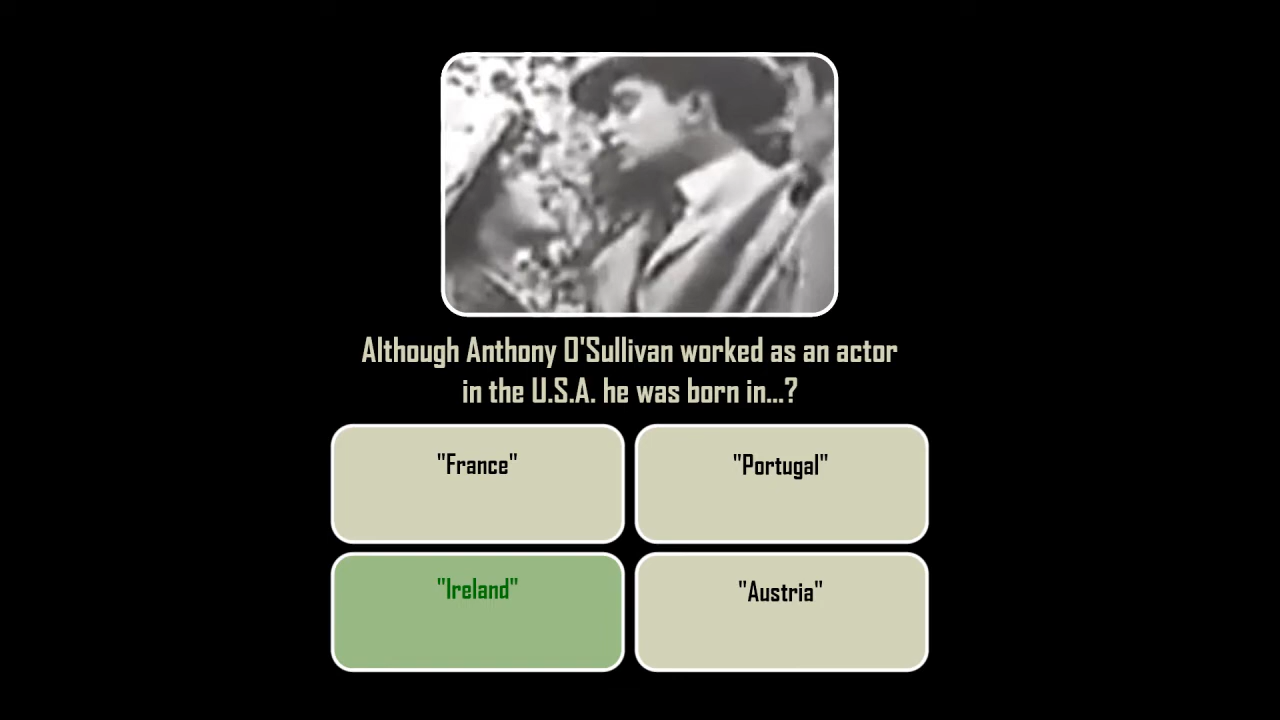 Although Anthony O'Sullivan worked as an actor
in the U.S.A. he was born in...?
"France"
"Portugal"
"Ireland"
"Austria"